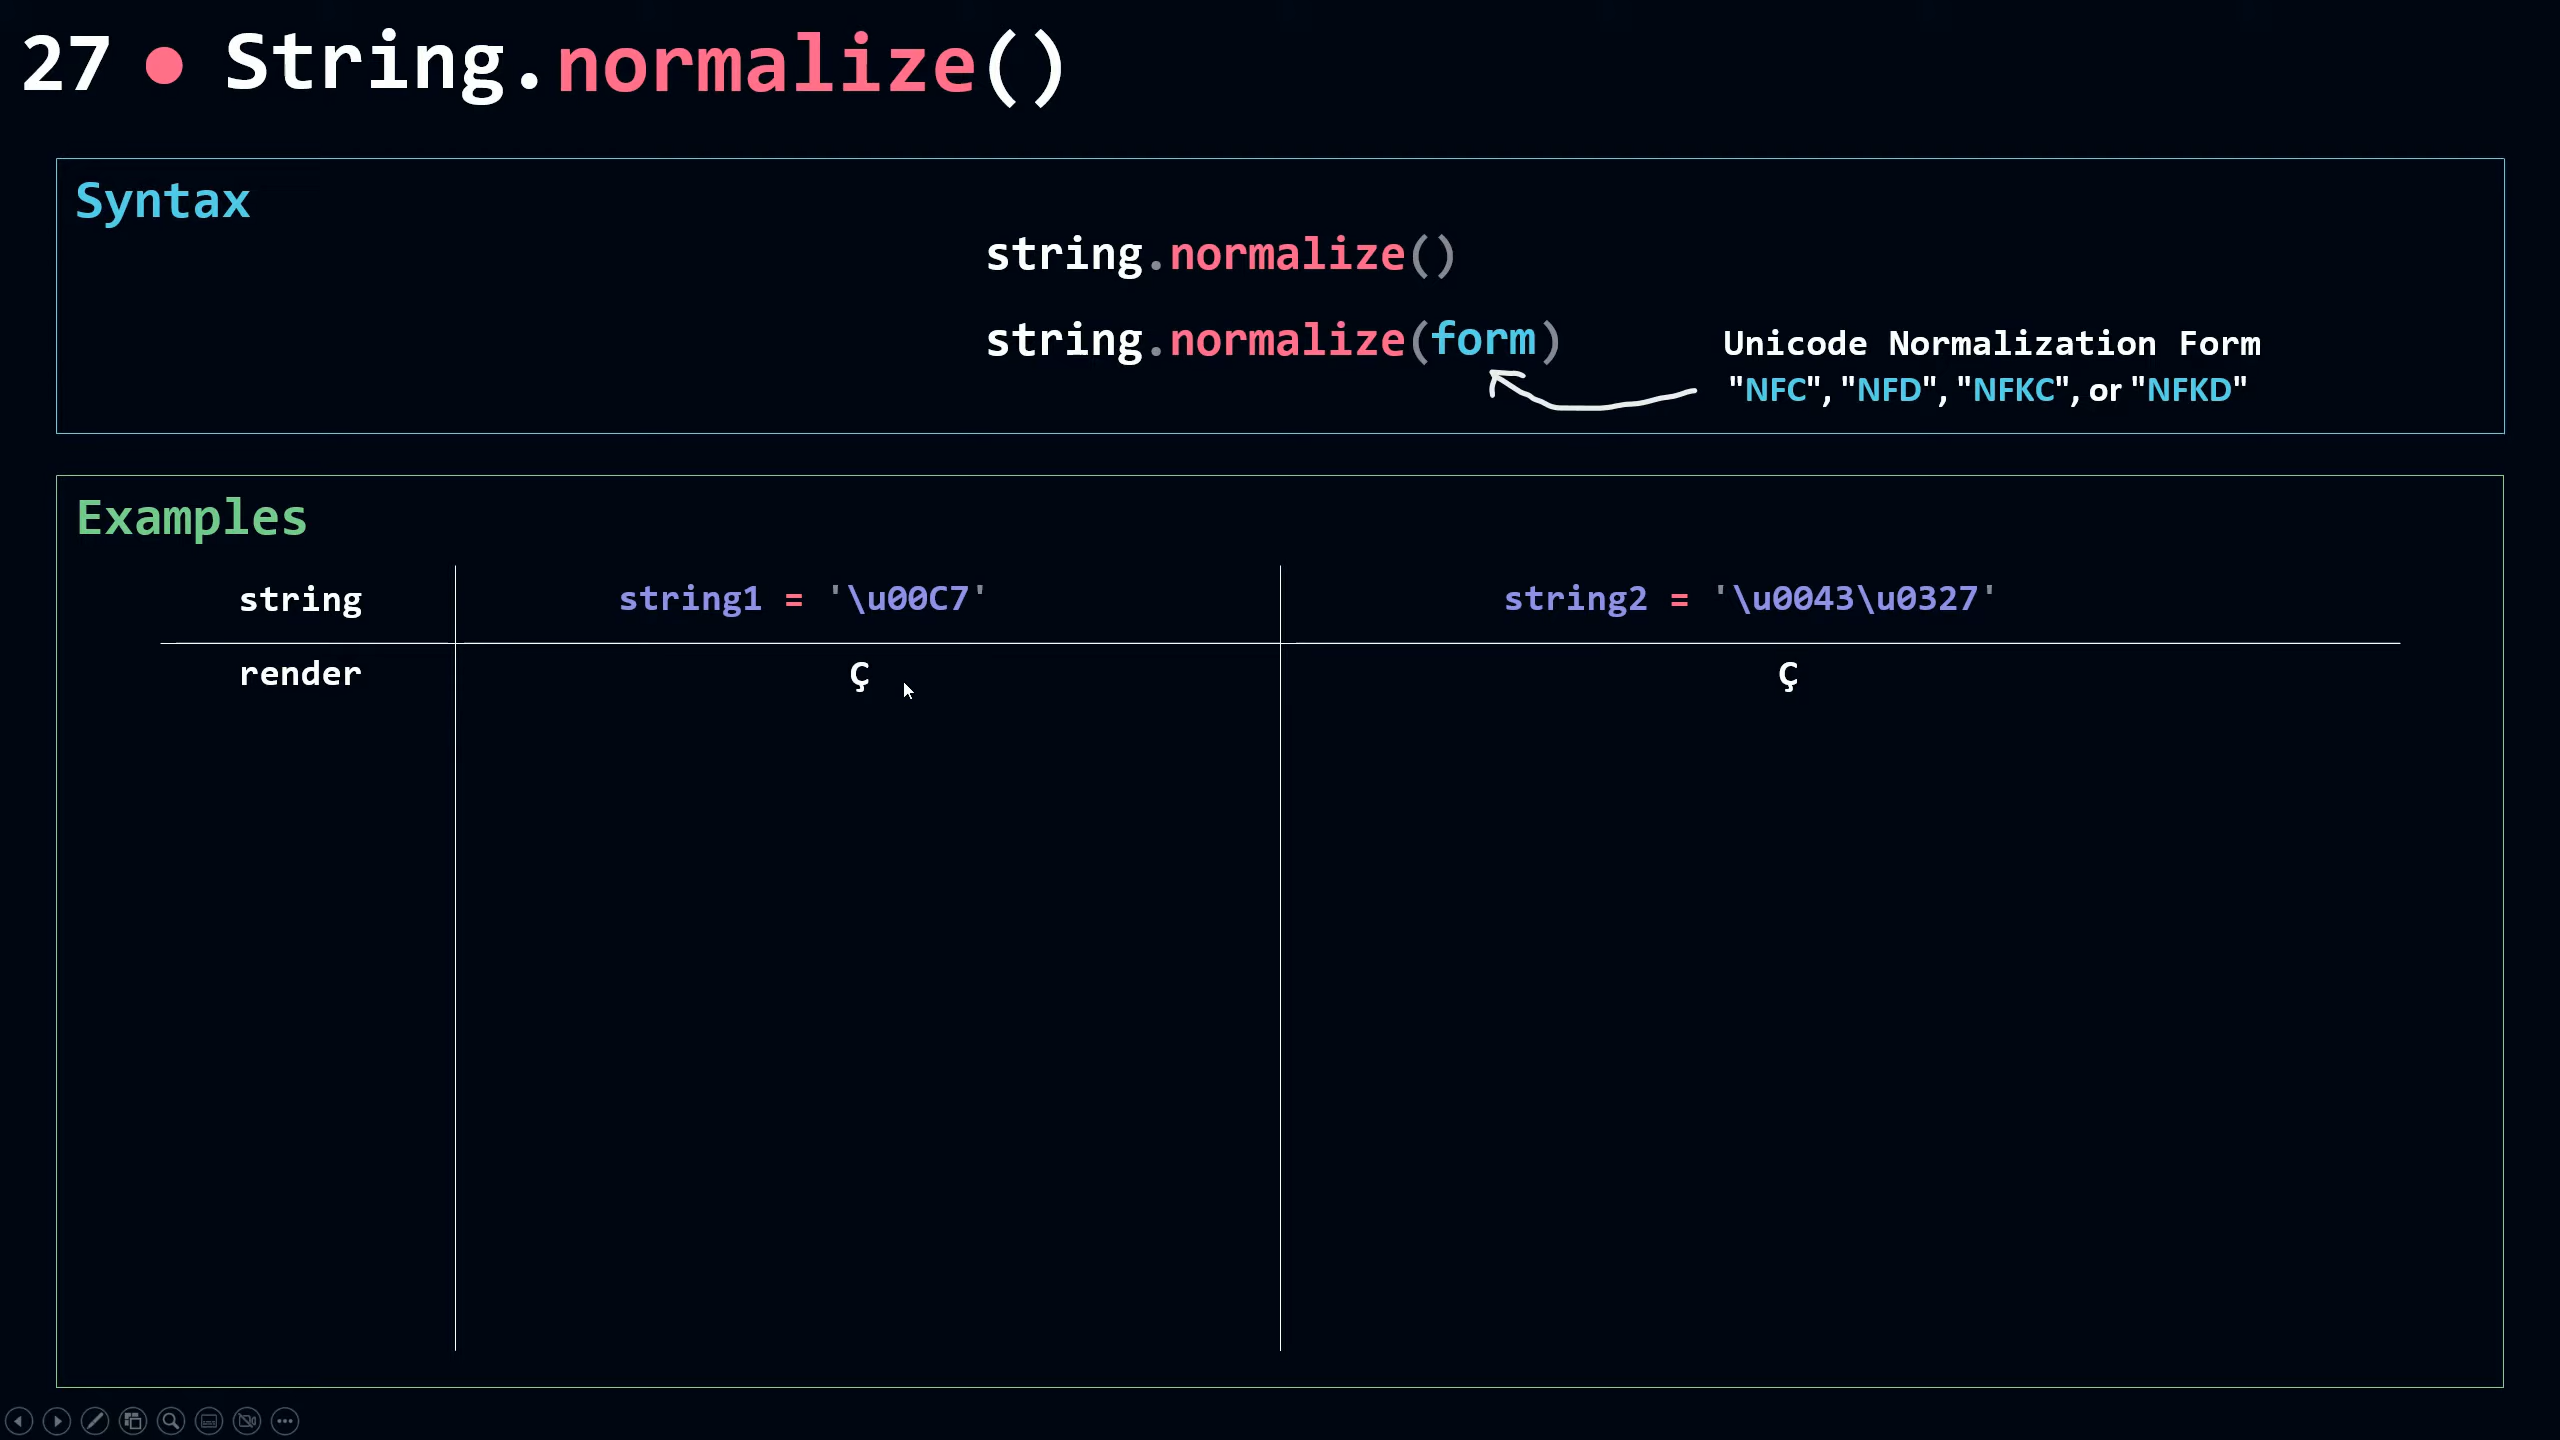 27 • String.normalize()
Syntax
string.normalize()
string.normalize(form)
Unicode Normalization Form
"NFC", "NFD", "NFKC", or "NFKD"
Examples
string string1 = '\u00C7' string2 = '\u0043\u0327'
render Ç Ç